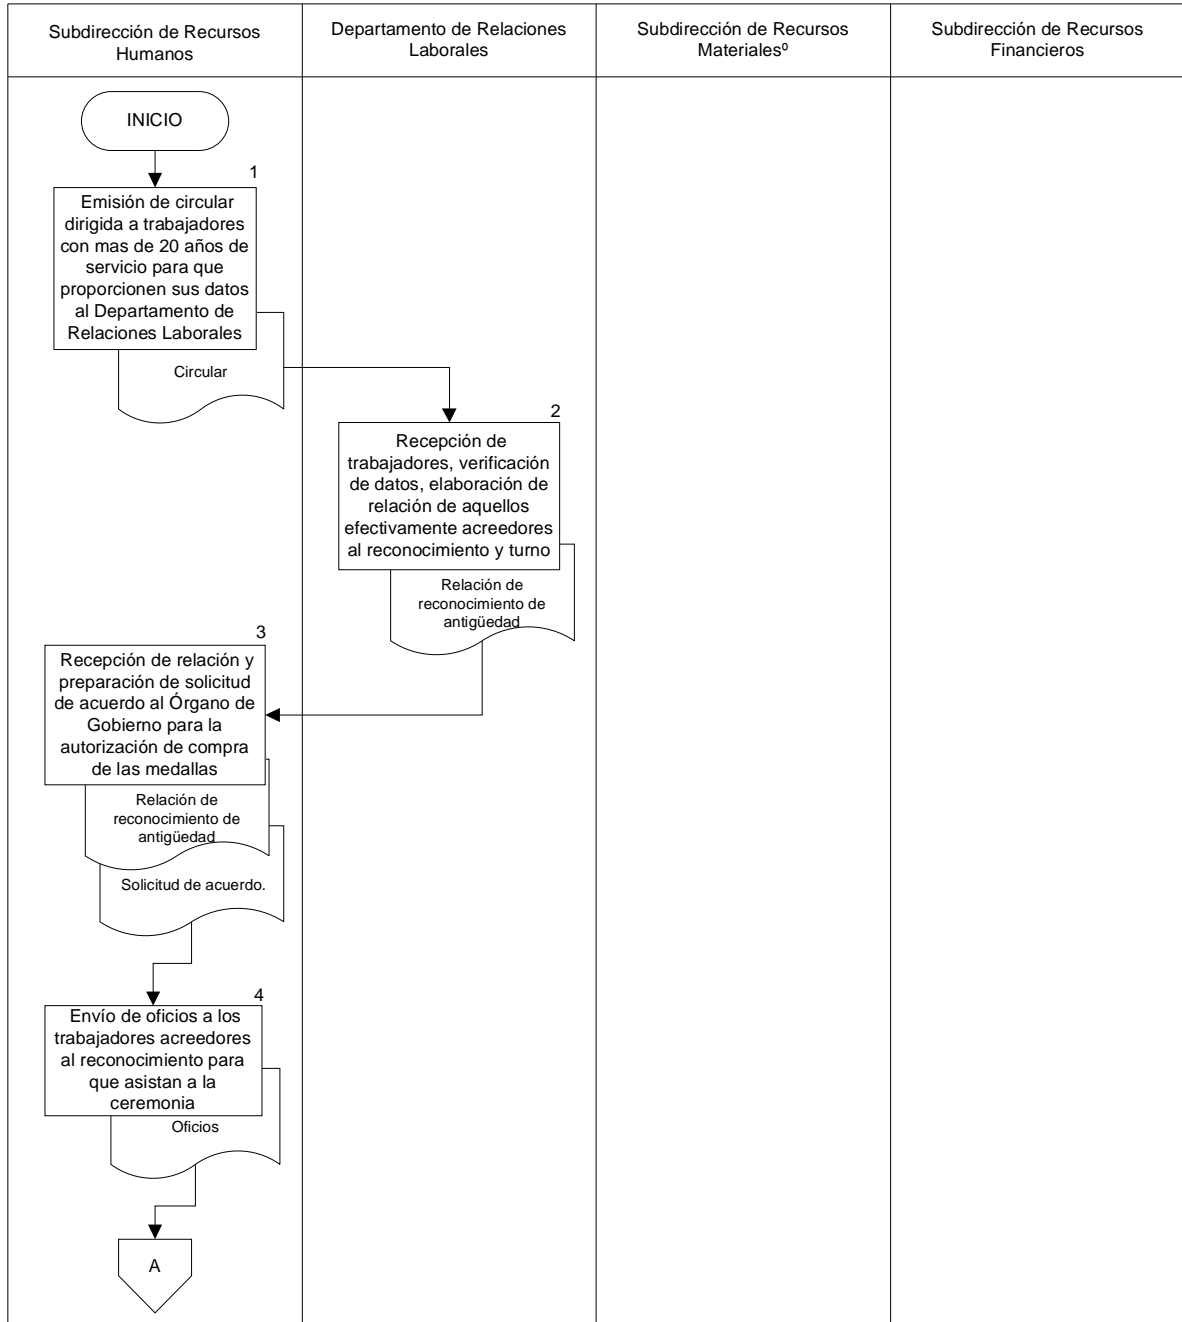 Subdirección de Recursos
Humanos
Departamento de Relaciones
Laborales
Subdirección de Recursos
Materialesº
Subdirección de Recursos
Financieros
INICIO
1
Emisión de circular
dirigida a trabajadores
con mas de 20 años de
servicio para que
proporcionen sus datos
al Departamento de
Relaciones Laborales
Circular
2
Recepción de
trabajadores, verificación
de datos, elaboración de
relación de aquellos
efectivamente acreedores
al reconocimiento y turno
Relación de
reconocimiento de
antigüedad
3
Recepción de relación y
preparación de solicitud
de acuerdo al Órgano de
Gobierno para la
autorización de compra
de las medallas
Relación de
reconocimiento de
antigüedad
Solicitud de acuerdo.
4
Envío de oficios a los
trabajadores acreedores
al reconocimiento para
que asistan a la
ceremonia
Oficios
A